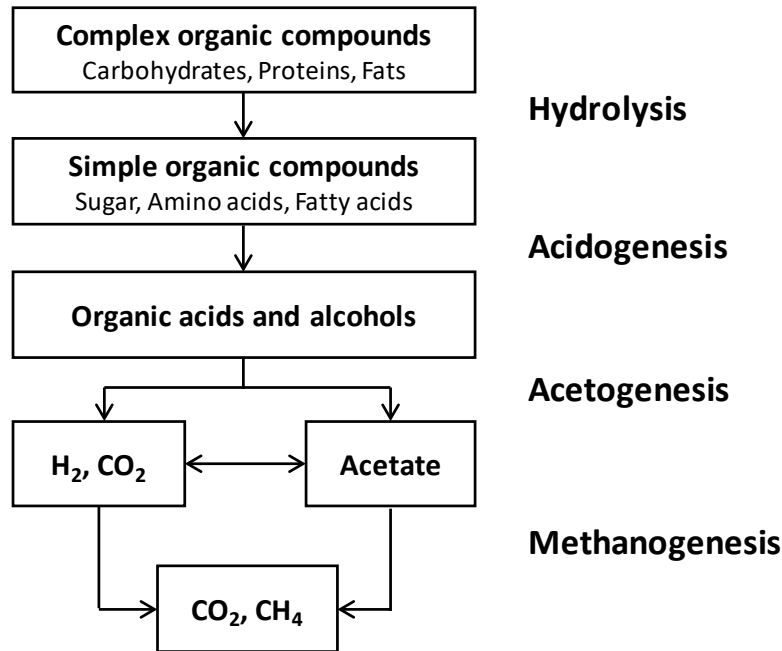 Complex organic compounds
Carbohydrates, Proteins, Fats
Hydrolysis
Simple organic compounds
Sugar, Amino acids, Fatty acids
Acidogenesis
Organic acids and alcohols
Acetogenesis
H₂, CO₂
Acetate
Methanogenesis
CO₂, CH₄